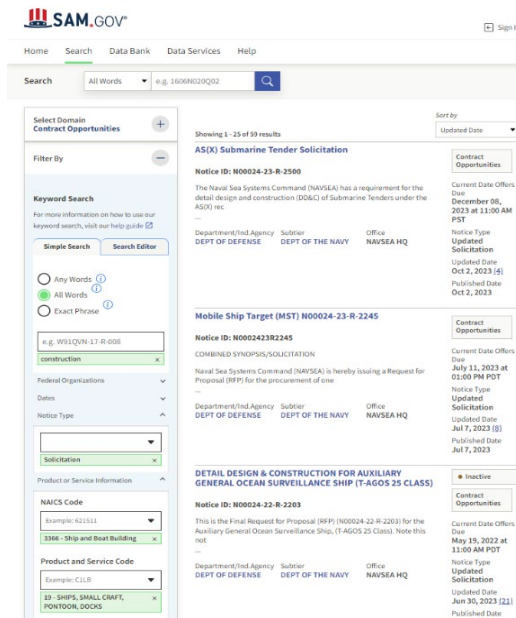 SAM.GOV®
Sign I
Home Search Data Bank Data Services Help
Search
All Words
e.g. 1606N020Q02
Select Domain
Contract Opportunities
Filter By
Keyword Search
For more information on how to use our
keyword search, visit our help guide
Simple Search
Search Editor
Any Words
All Words
Exact Phrase
e.g. W91QVN-17-R-008
construction ×
Federal Organizations
Dates
Notice Type
Solicitation ×
Product or Service Information
NAICS Code
Example: 621511
3366 - Ship and Boat Building ×
Product and Service Code
Example: C1LB
19 - SHIPS, SMALL CRAFT, ×
PONTOON, DOCKS
Showing 1 - 25 of 59 results
Sort by
Updated Date
AS(X) Submarine Tender Solicitation
Notice ID: N00024-23-R-2500
The Naval Sea Systems Command (NAVSEA) has a requirement for the
detail design and construction (DD&C) of Submarine Tenders under the
AS(X) rec
...
Department/Ind.Agency Subtier Office
DEPT OF DEFENSE DEPT OF THE NAVY NAVSEA HQ
Contract
Opportunities
Current Date Offers
Due
December 08,
2023 at 11:00 AM
PST
Notice Type
Updated
Solicitation
Updated Date
Oct 2, 2023 (4)
Published Date
Oct 2, 2023
Mobile Ship Target (MST) N00024-23-R-2245
Notice ID: N0002423R2245
COMBINED SYNOPSIS/SOLICITATION
Naval Sea Systems Command (NAVSEA) is hereby issuing a Request for
Proposal (RFP) for the procurement of one
...
Department/Ind.Agency Subtier Office
DEPT OF DEFENSE DEPT OF THE NAVY NAVSEA HQ
Contract
Opportunities
Current Date Offers
Due
July 11, 2023 at
01:00 PM PDT
Notice Type
Updated
Solicitation
Updated Date
Jul 7, 2023 (8)
Published Date
Jul 7, 2023
DETAIL DESIGN & CONSTRUCTION FOR AUXILIARY
GENERAL OCEAN SURVEILLANCE SHIP (T-AGOS 25 CLASS)
Notice ID: N00024-22-R-2203
This is the Final Request for Proposal (RFP) (N00024-22-R-2203) for the
Auxiliary General Ocean Surveillance Ship, (T-AGOS 25 Class). Note this
not
...
Department/Ind.Agency Subtier Office
DEPT OF DEFENSE DEPT OF THE NAVY NAVSEA HQ
Inactive
Contract
Opportunities
Current Date Offers
Due
May 19, 2022 at
11:00 AM PDT
Notice Type
Updated
Solicitation
Updated Date
Jun 30, 2023 (21)
Published Date